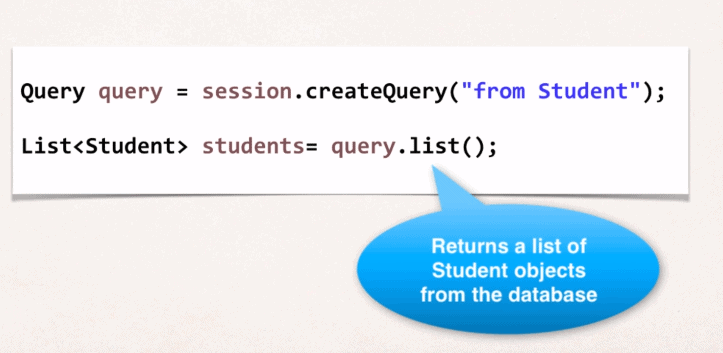 Query query = session.createQuery("from Student");
List<Student> students= query.list();
Returns a list of
Student objects
from the database